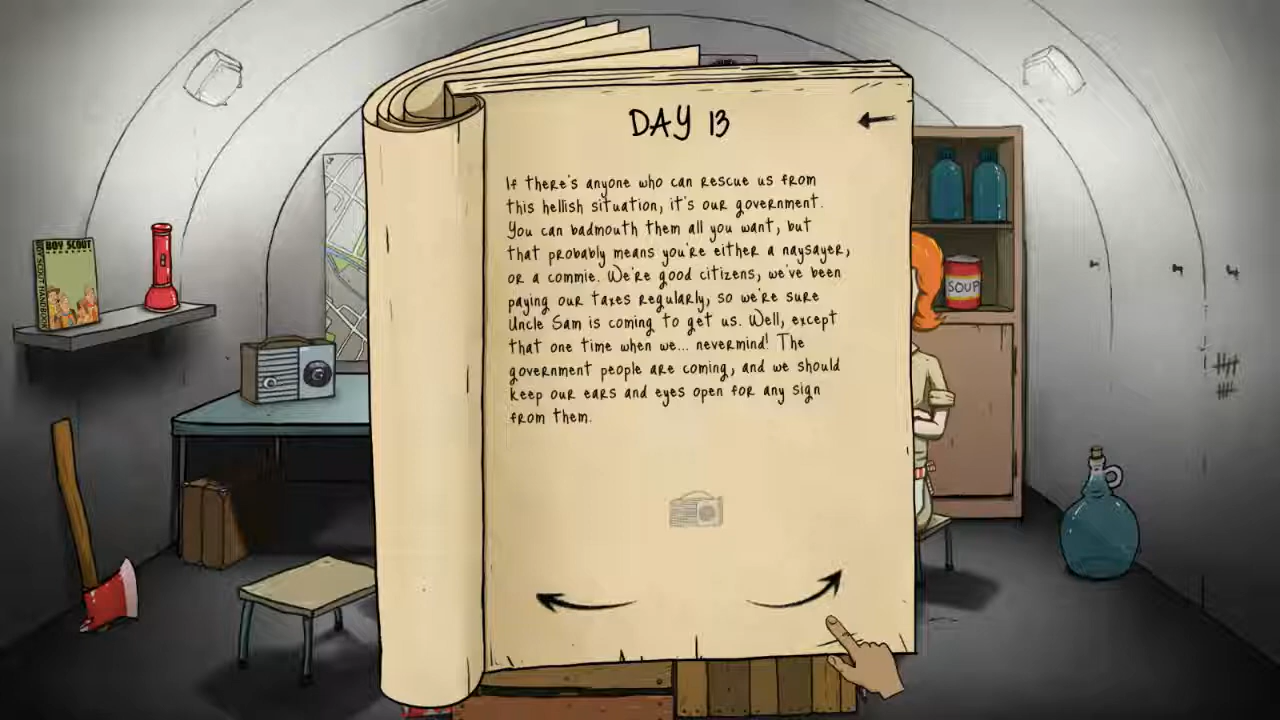 DAY 13
If there's anyone who can rescue us from
this hellish situation, it's our government.
You can badmouth them all you want, but
that probably means you're either a naysayer,
or a commie. We're good citizens, we've been
paying our taxes regularly, so we're sure
Uncle Sam is coming to get us. Well, except
that one time when we... nevermind! The
government people are coming, and we should
keep our ears and eyes open for any sign
from them.
BOY SCOUT
BOY SCOUT HANDBOOK
SOUP